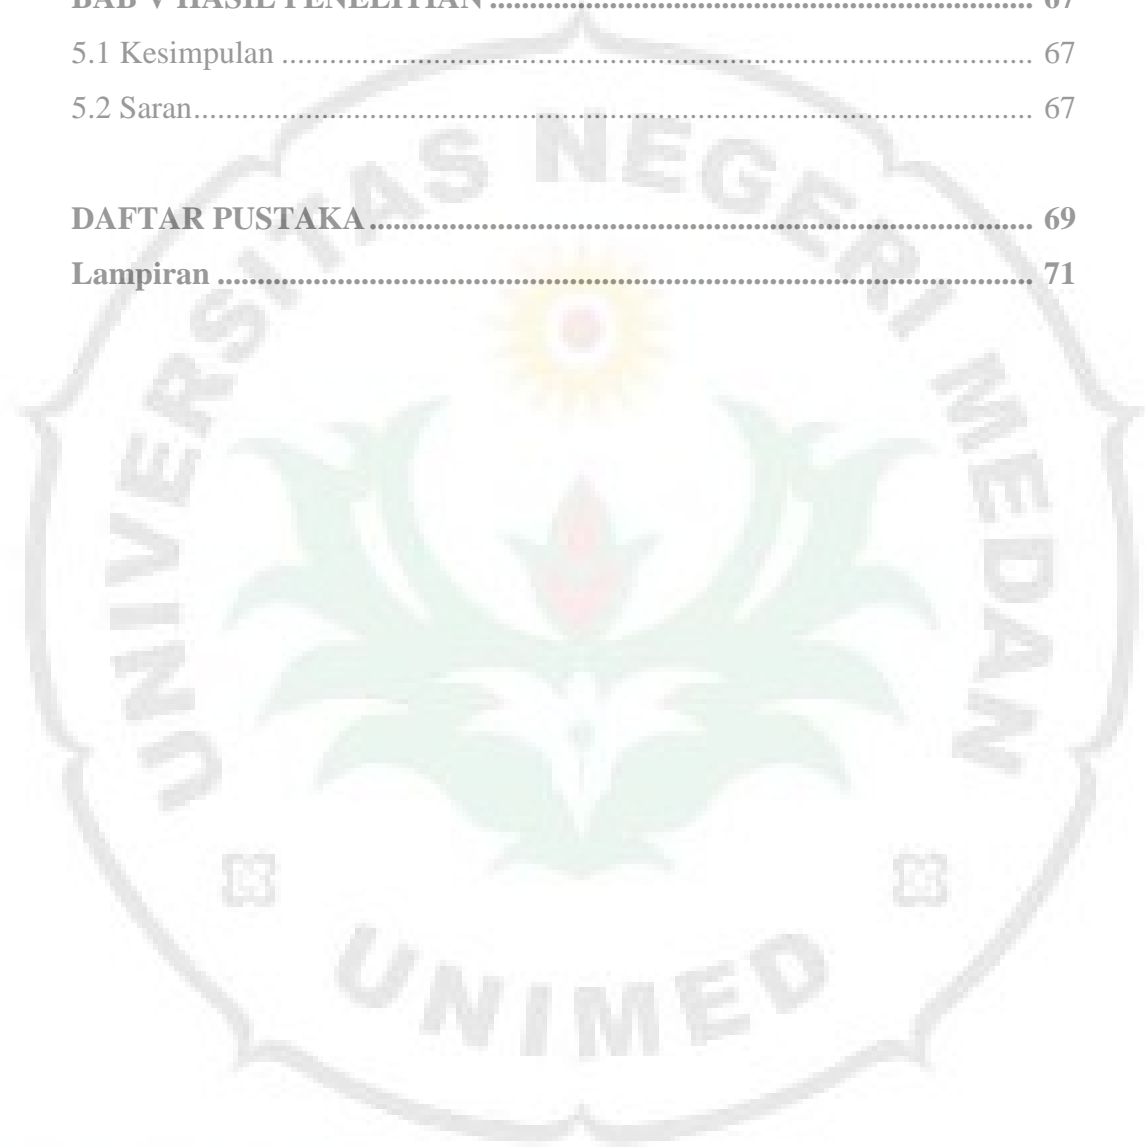 BAB V HASIL PENELITIAN ........................................................... 67
5.1 Kesimpulan ................................................................................ 67
5.2 Saran.......................................................................................... 67
DAFTAR PUSTAKA ...................................................................... 69
Lampiran ....................................................................................... 71
UNIVERSITAS NEGERI MEDAN
UNIMED